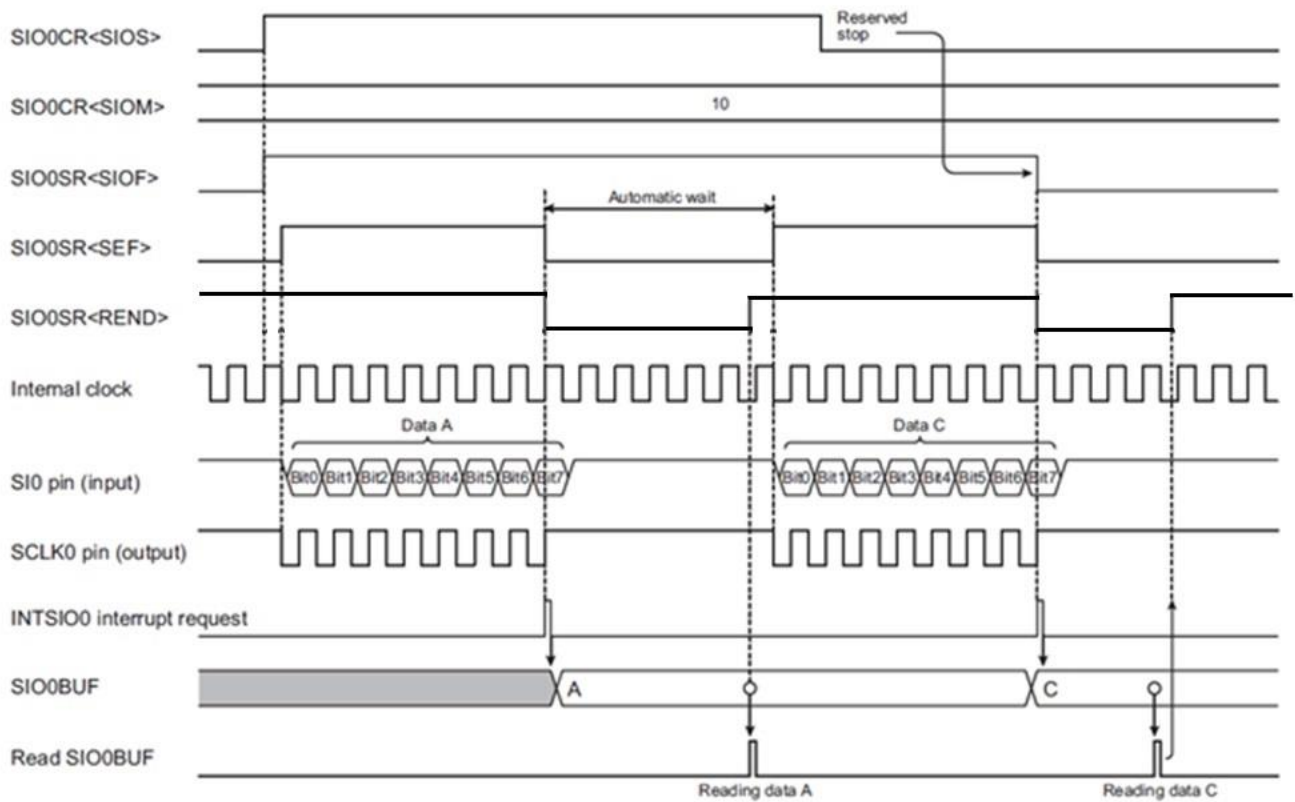 SIO0CR<SIOS>
Reserved
stop
SIO0CR<SIOM>
10
SIO0SR<SIOF>
Automatic wait
SIO0SR<SEF>
SIO0SR<REND>
Internal clock
Data A
Data C
SI0 pin (input)
Bit0 Bit1 Bit2 Bit3 Bit4 Bit5 Bit6 Bit7
Bit0 Bit1 Bit2 Bit3 Bit4 Bit5 Bit6 Bit7
SCLK0 pin (output)
INTSIO0 interrupt request
SIO0BUF
A
C
Read SIO0BUF
Reading data A
Reading data C